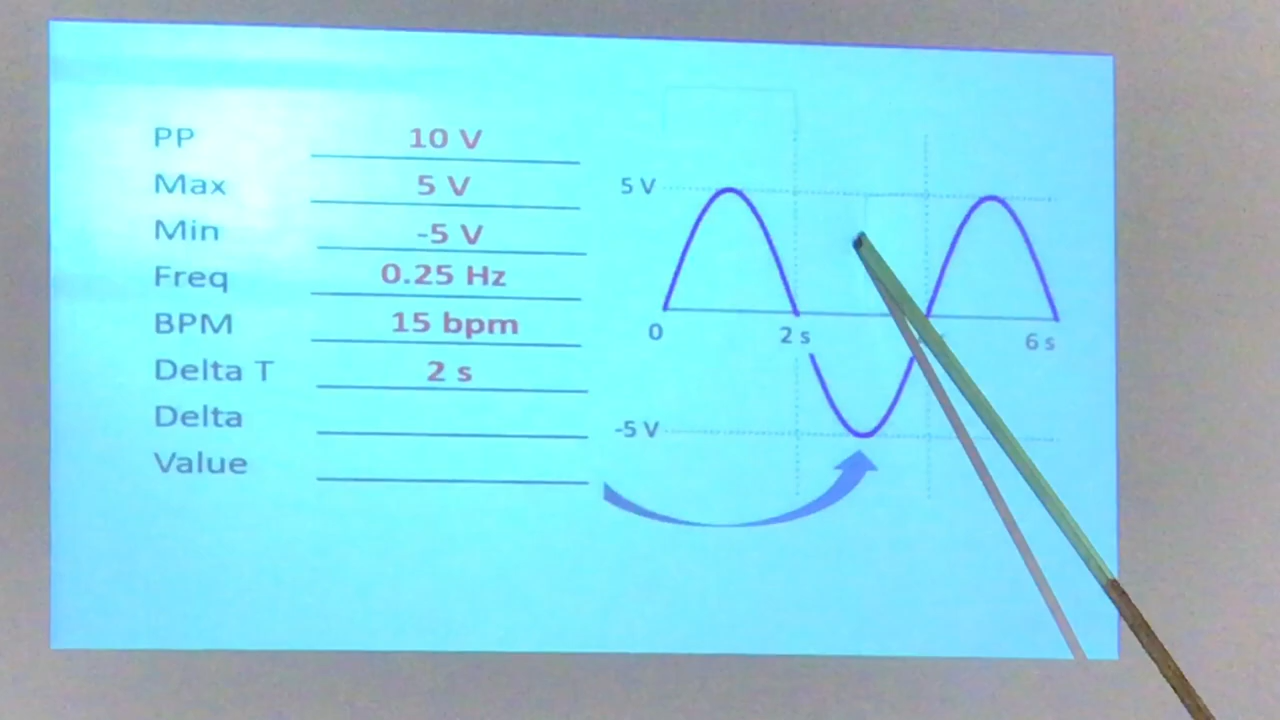 PP 10 V
Max 5 V
Min -5 V
Freq 0.25 Hz
BPM 15 bpm
Delta T 2 s
Delta
Value
5 V
0 2 s 6 s
-5 V